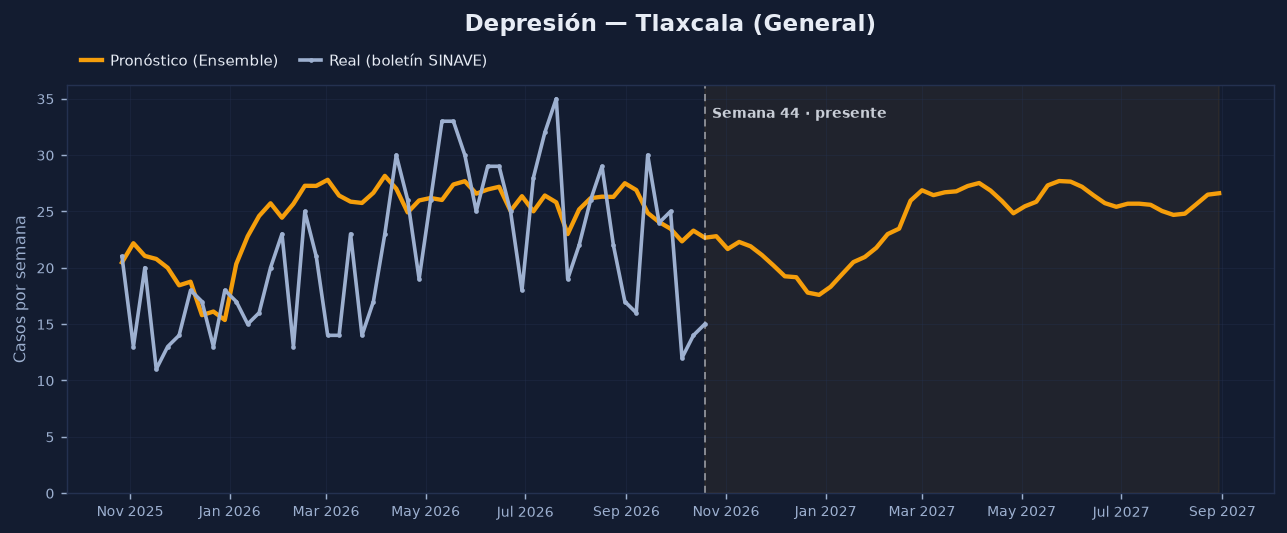 Depresión — Tlaxcala (General)
Pronóstico (Ensemble)
Real (boletín SINAVE)
Semana 44 · presente
Casos por semana
35
30
25
20
15
10
5
0
Nov 2025
Jan 2026
Mar 2026
May 2026
Jul 2026
Sep 2026
Nov 2026
Jan 2027
Mar 2027
May 2027
Jul 2027
Sep 2027